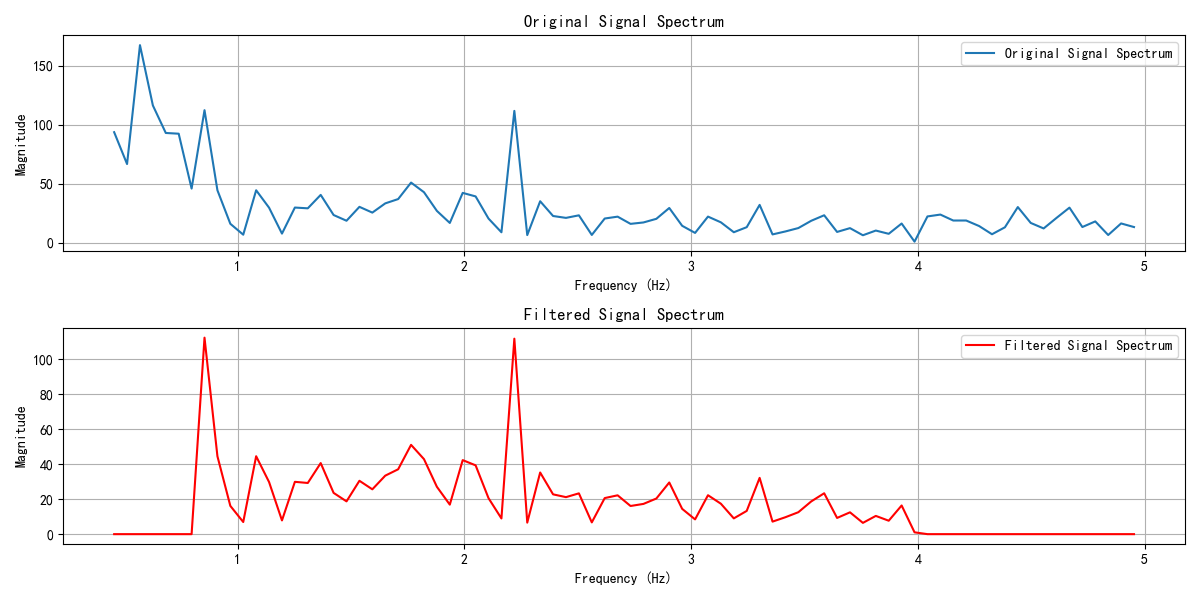 Original Signal Spectrum
Original Signal Spectrum
150
100
50
0
Magnitude
1 2 3 4 5
Frequency (Hz)
Filtered Signal Spectrum
Filtered Signal Spectrum
100
80
60
40
20
0
Magnitude
1 2 3 4 5
Frequency (Hz)